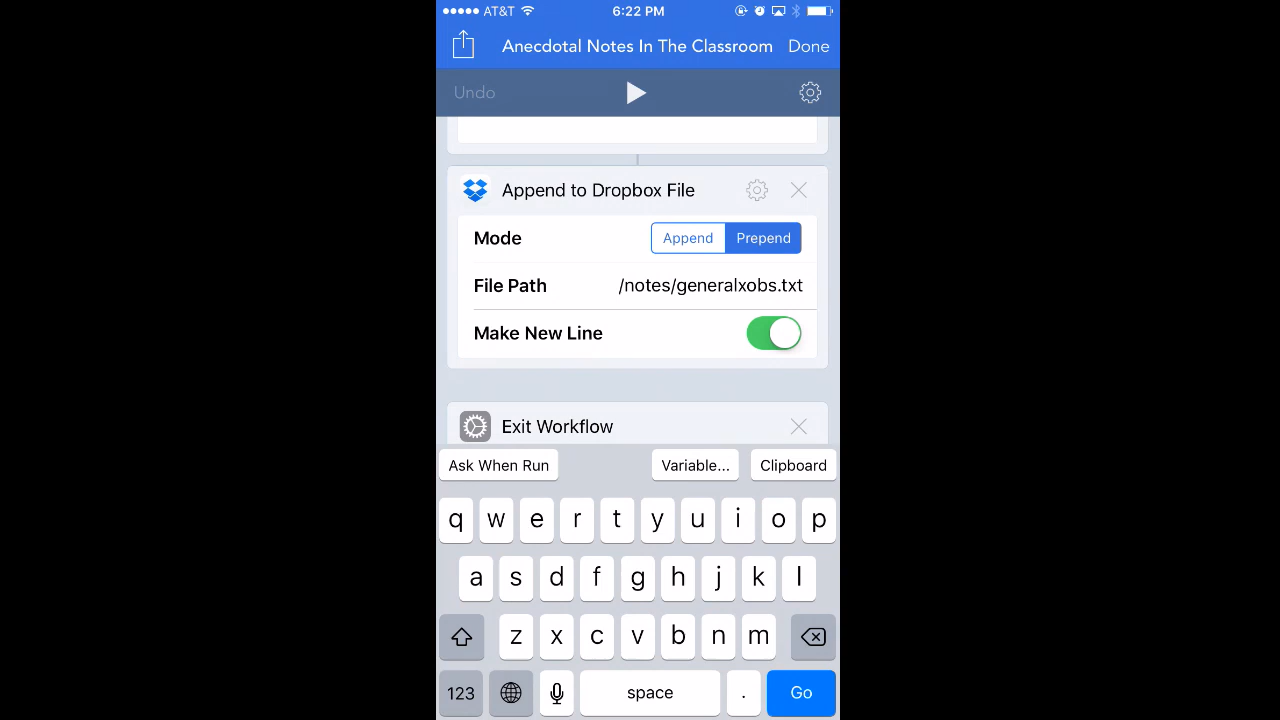 AT&T 6:22 PM
Anecdotal Notes In The Classroom Done
Undo
Append to Dropbox File
Mode Append Prepend
File Path /notes/generalxobs.txt
Make New Line
Exit Workflow
Ask When Run Variable... Clipboard
q w e r t y u i o p
a s d f g h j k l
z x c v b n m
123 space . Go